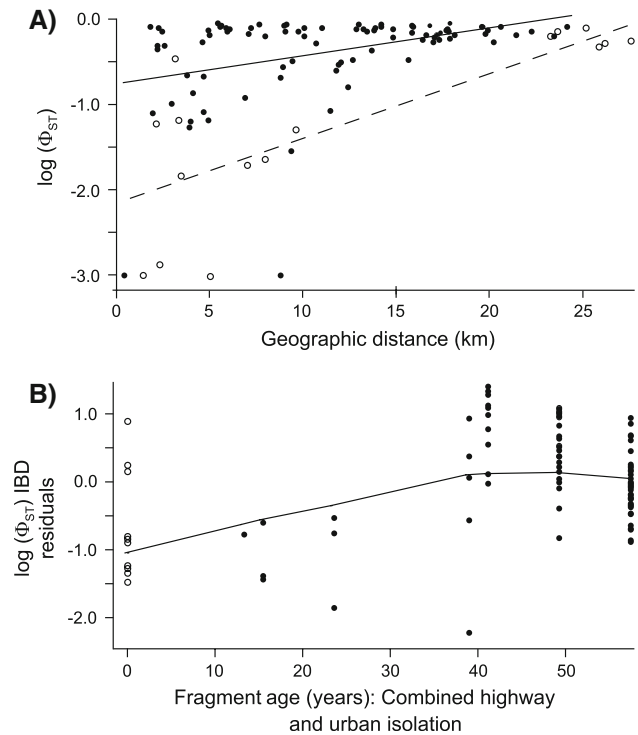 A)
0.0
-1.0
-2.0
-3.0
log (Φ_ST)
0 5 10 15 20 25
Geographic distance (km)
B)
1.0
0.0
-1.0
-2.0
log (Φ_ST) IBD
residuals
0 10 20 30 40 50
Fragment age (years): Combined highway
and urban isolation